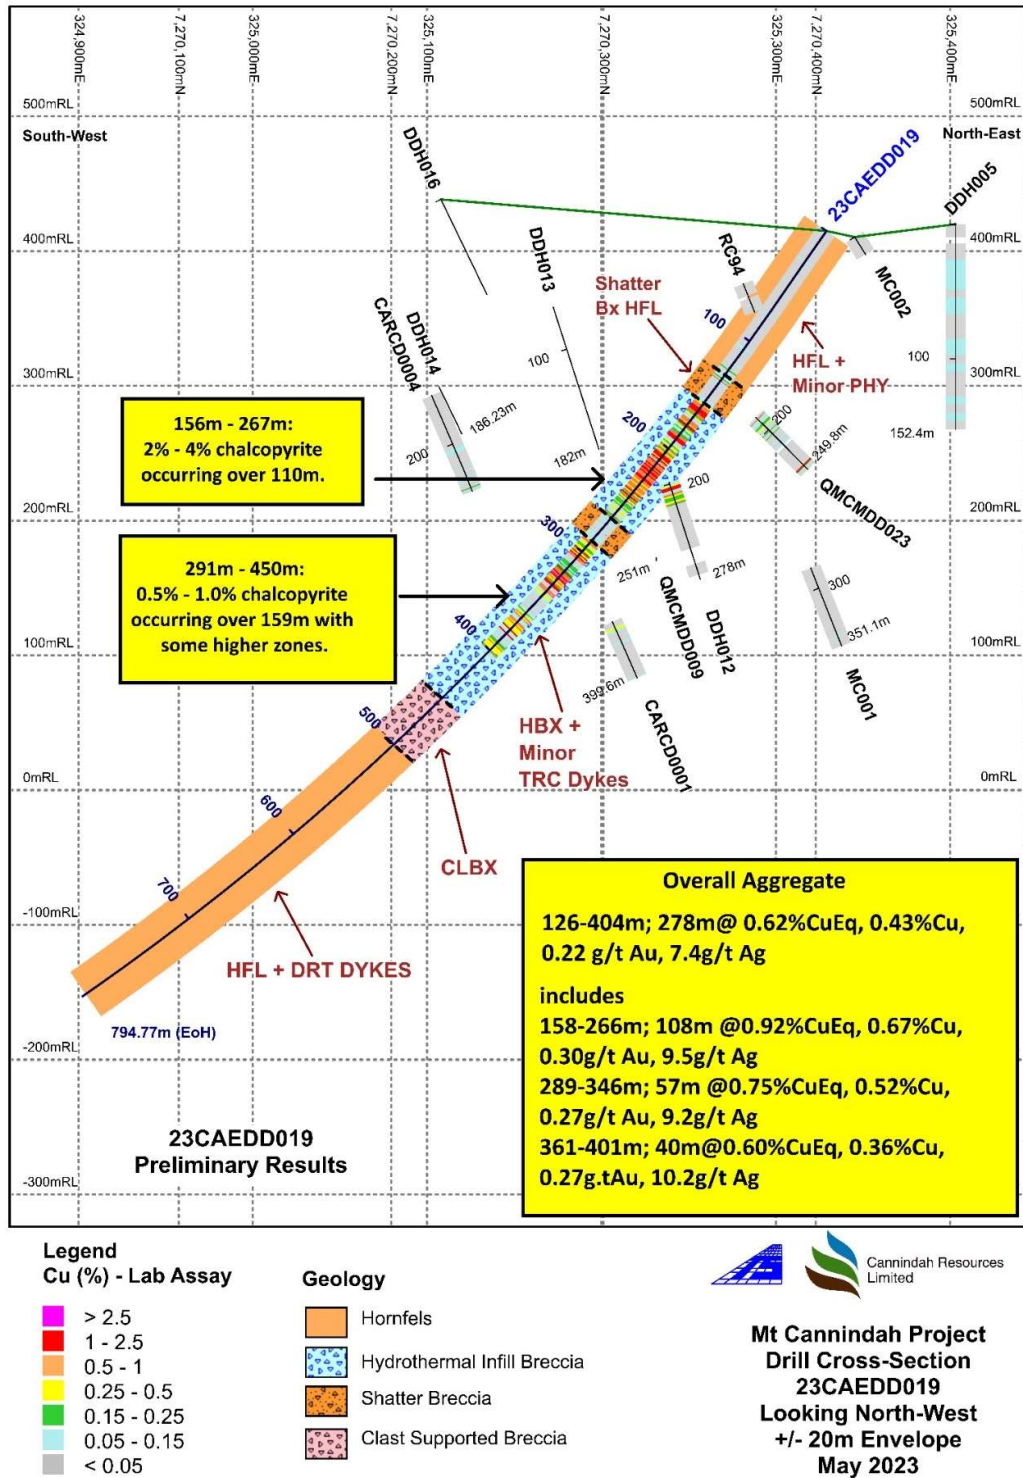 324,900mE
7,270,100mN
325,000mE
7,270,200mN
325,100mE
7,270,300mN
325,300mE
7,270,400mN
325,400mE
500mRL
500mRL
South-West
North-East
DDH016
23CAEDD019
DDH005
400mRL
400mRL
DDH013
RC94
MC002
Shatter
Bx HFL
CARCD0004
DDH014
100
100
HFL +
Minor PHY
100
300mRL
300mRL
186.23m
200
182m
200
200
249.8m
152.4m
156m - 267m:
2% - 4% chalcopyrite
occurring over 110m.
200
QMCMDD023
200mRL
200mRL
300
291m - 450m:
0.5% - 1.0% chalcopyrite
occurring over 159m with
some higher zones.
251m
278m
QMCMDD009
DDH012
300
351.1m
400
100mRL
100mRL
399.6m
CARCD0001
MC001
500
HBX +
Minor
TRC Dykes
0mRL
0mRL
600
CLBX
700
-100mRL
HFL + DRT DYKES
794.77m (EoH)
-200mRL
-300mRL
Overall Aggregate
126-404m; 278m@ 0.62%CuEq, 0.43%Cu,
0.22 g/t Au, 7.4g/t Ag
includes
158-266m; 108m @0.92%CuEq, 0.67%Cu,
0.30g/t Au, 9.5g/t Ag
289-346m; 57m @0.75%CuEq, 0.52%Cu,
0.27g/t Au, 9.2g/t Ag
361-401m; 40m@0.60%CuEq, 0.36%Cu,
0.27g.tAu, 10.2g/t Ag
23CAEDD019
Preliminary Results
Legend
Cu (%) - Lab Assay
> 2.5
1 - 2.5
0.5 - 1
0.25 - 0.5
0.15 - 0.25
0.05 - 0.15
< 0.05
Geology
Hornfels
Hydrothermal Infill Breccia
Shatter Breccia
Clast Supported Breccia
Cannindah Resources
Limited
Mt Cannindah Project
Drill Cross-Section
23CAEDD019
Looking North-West
+/- 20m Envelope
May 2023